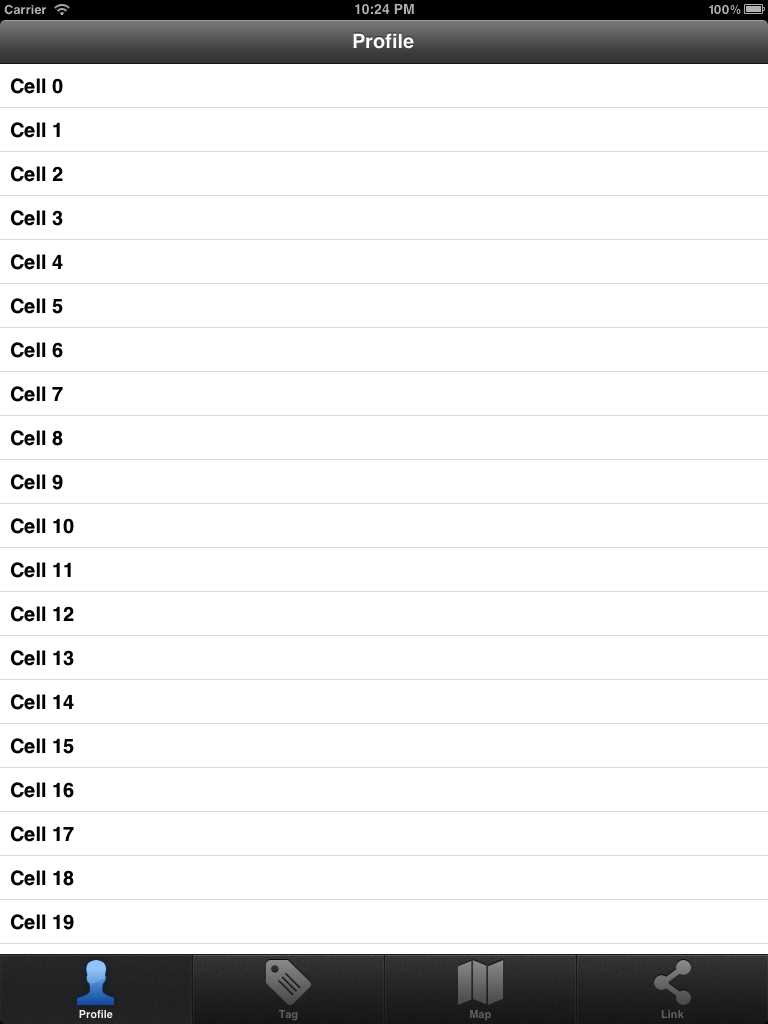 Carrier 10:24 PM 100%
Profile
Cell 0
Cell 1
Cell 2
Cell 3
Cell 4
Cell 5
Cell 6
Cell 7
Cell 8
Cell 9
Cell 10
Cell 11
Cell 12
Cell 13
Cell 14
Cell 15
Cell 16
Cell 17
Cell 18
Cell 19
Profile Tag Map Link